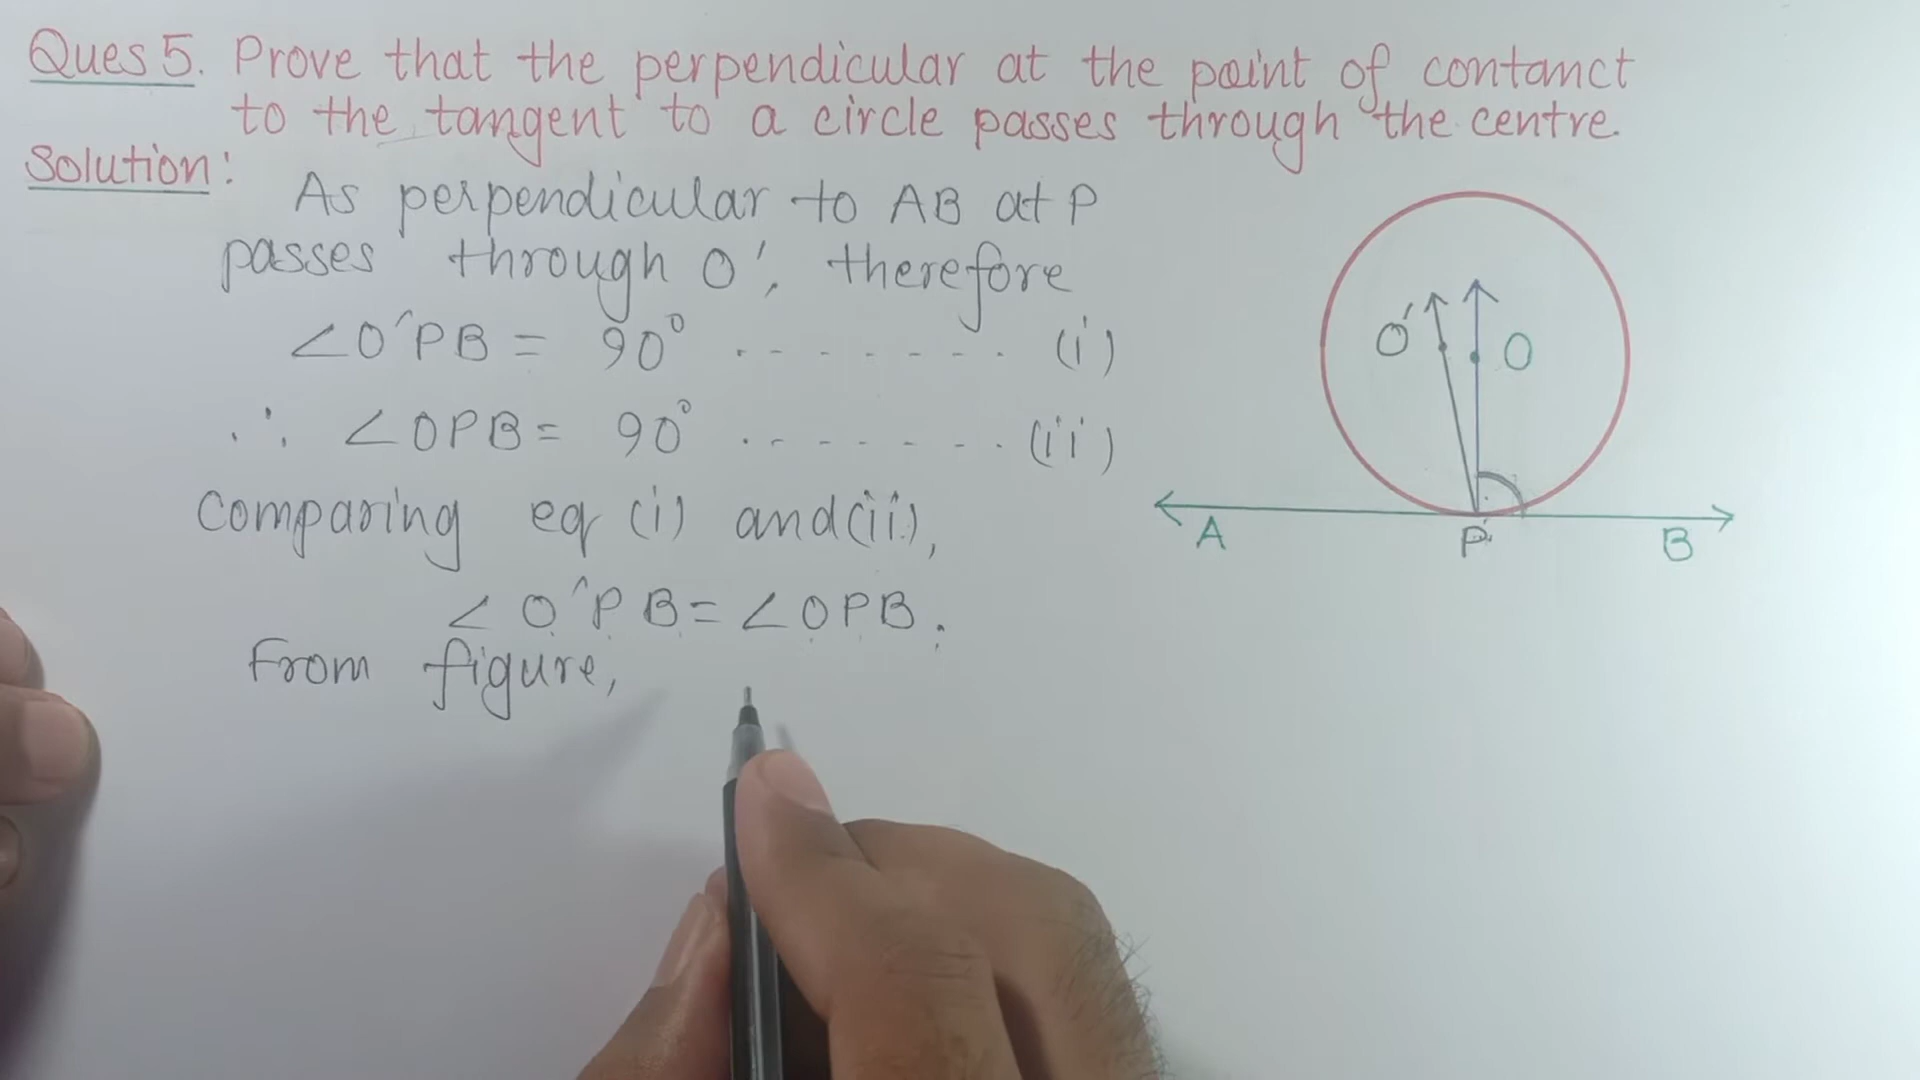 Ques 5. Prove that the perpendicular at the point of contanct
to the tangent to a circle passes through the centre.
Solution:
As perpendicular to AB at P
passes through O', therefore
∠O'PB = 90° ....... (i)
∴ ∠OPB = 90° ....... (ii)
Comparing eq (i) and (ii),
∠O'PB = ∠OPB.
From figure,
O' O
A P B